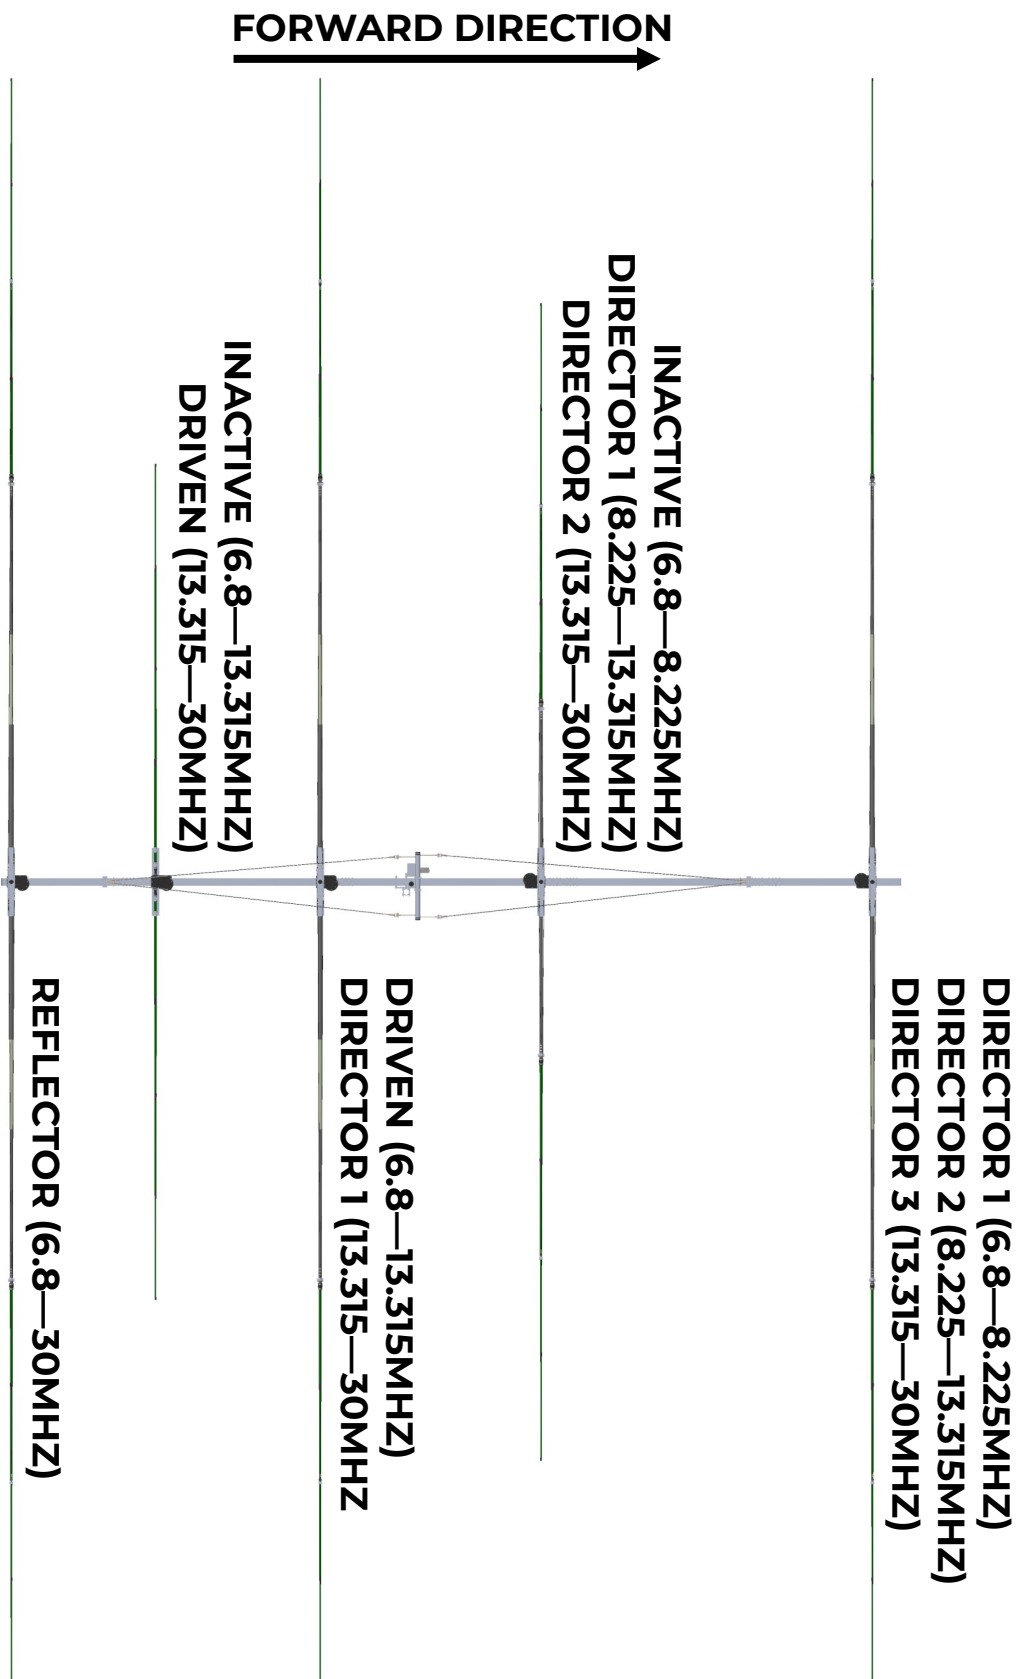 FORWARD DIRECTION
INACTIVE (6.8—13.315MHZ)
DRIVEN (13.315—30MHZ)
INACTIVE (6.8—8.225MHZ)
DIRECTOR 1 (8.225—13.315MHZ)
DIRECTOR 2 (13.315—30MHZ)
REFLECTOR (6.8—30MHZ)
DRIVEN (6.8—13.315MHZ)
DIRECTOR 1 (13.315—30MHZ
DIRECTOR 1 (6.8—8.225MHZ)
DIRECTOR 2 (8.225—13.315MHZ)
DIRECTOR 3 (13.315—30MHZ)